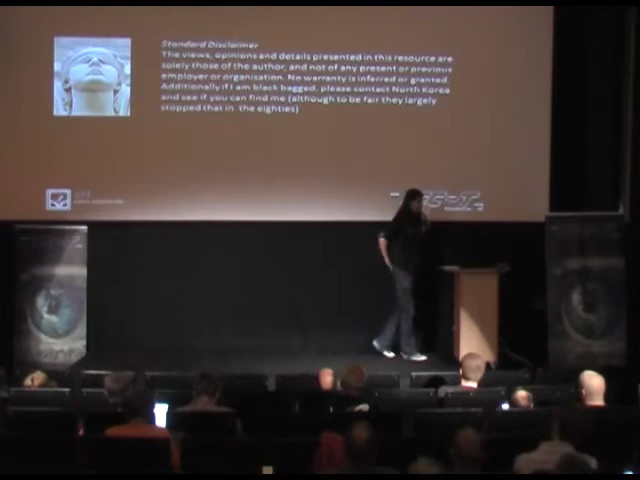 Standard Disclaimer
The views, opinions and details presented in this resource are
solely those of the author, and not of any present or previous
employer or organisation. No warranty is inferred or granted.
Additionally if I am black bagged, please contact North Korea
and see if you can find me (although to be fair they largely
stopped that in the eighties)